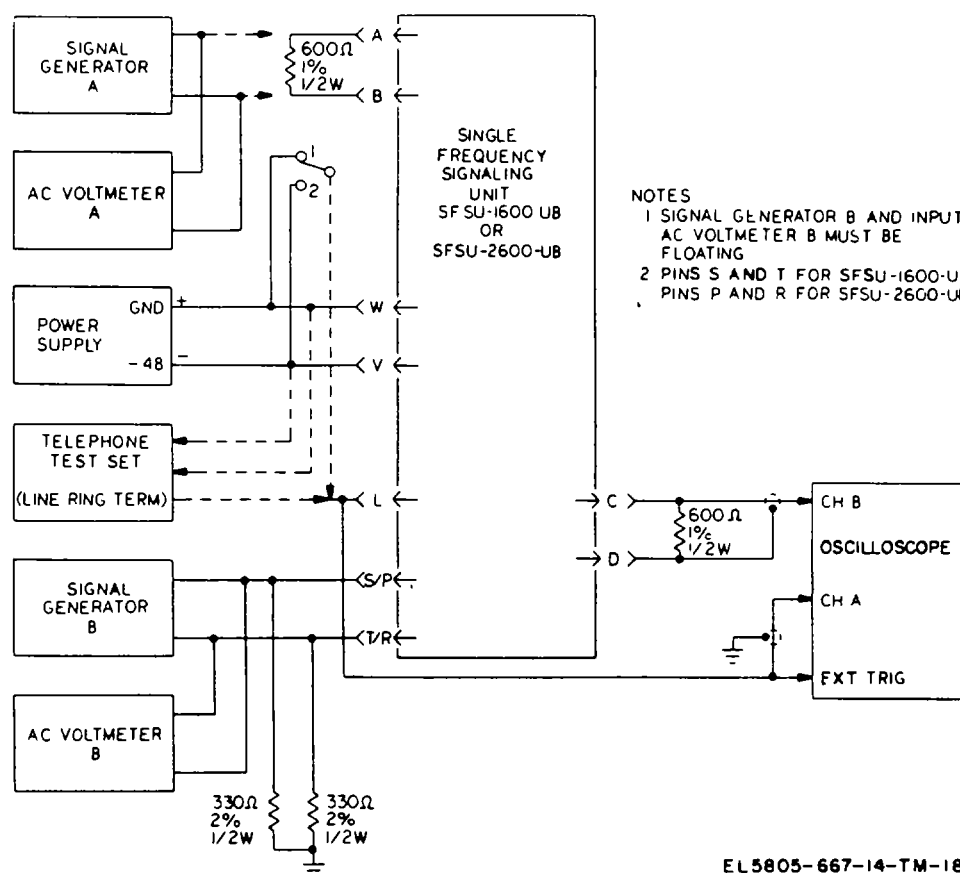 SIGNAL
GENERATOR
A
600Ω
1%
1/2W
A
B
AC VOLTMETER
A
1
2
SINGLE
FREQUENCY
SIGNALING
UNIT
SFSU-1600 UB
OR
SFSU-2600-UB
NOTES
1 SIGNAL GENERATOR B AND INPUT
AC VOLTMETER B MUST BE
FLOATING
2 PINS S AND T FOR SFSU-1600-U
PINS P AND R FOR SFSU-2600-U
POWER
SUPPLY
GND
+
-48
−
W
V
TELEPHONE
TEST SET
(LINE RING TERM)
L
C
D
600Ω
1%
1/2W
CH B
OSCILLOSCOPE
CH A
EXT TRIG
SIGNAL
GENERATOR
B
S/P
T/R
AC VOLTMETER
B
330Ω
2%
1/2W
330Ω
2%
1/2W
EL5805-667-14-TM-18